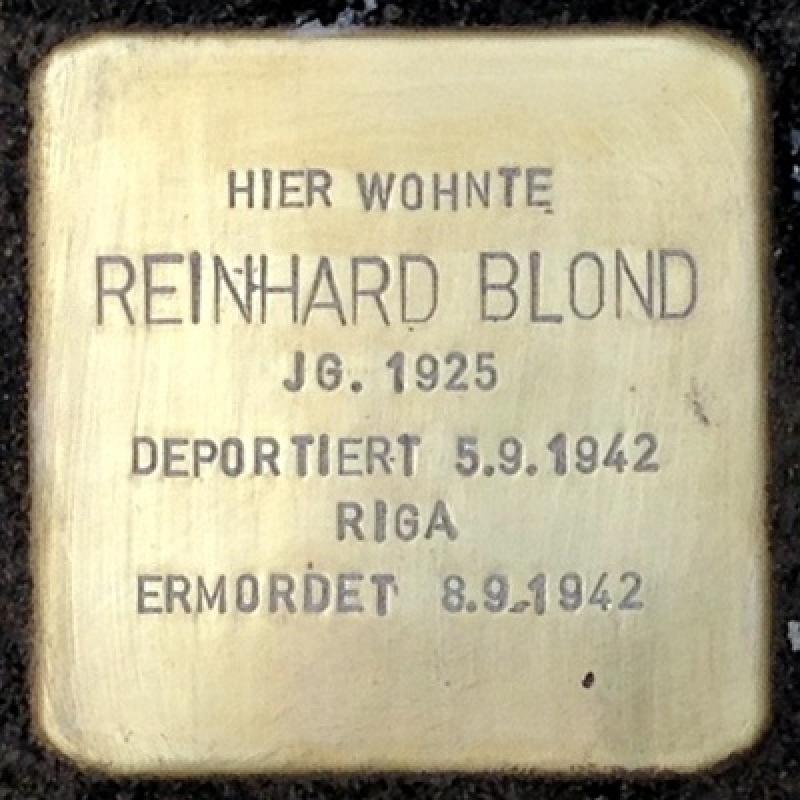 HIER WOHNTE
REINHARD BLOND
JG. 1925
DEPORTIERT 5.9.1942
RIGA
ERMORDET 8.9.1942